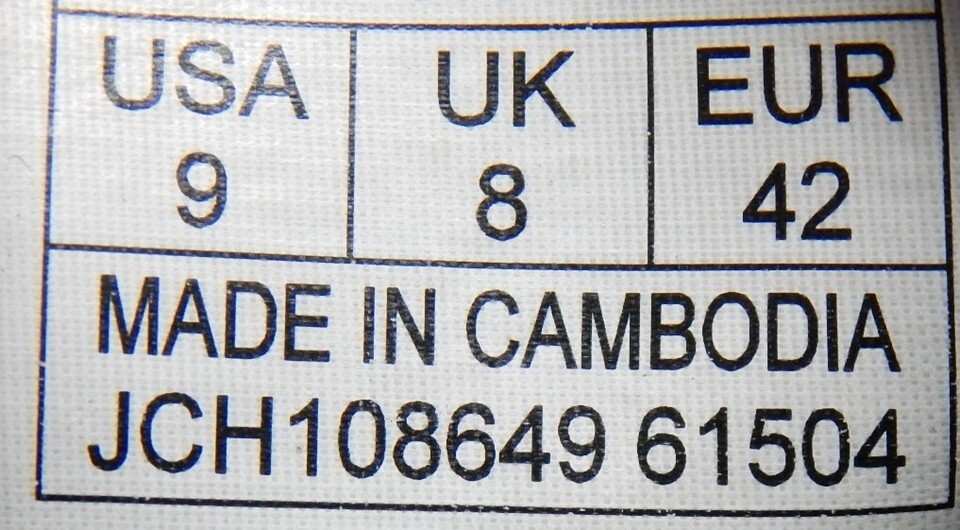 USA UK EUR
9 8 42
MADE IN CAMBODIA
JCH108649 61504